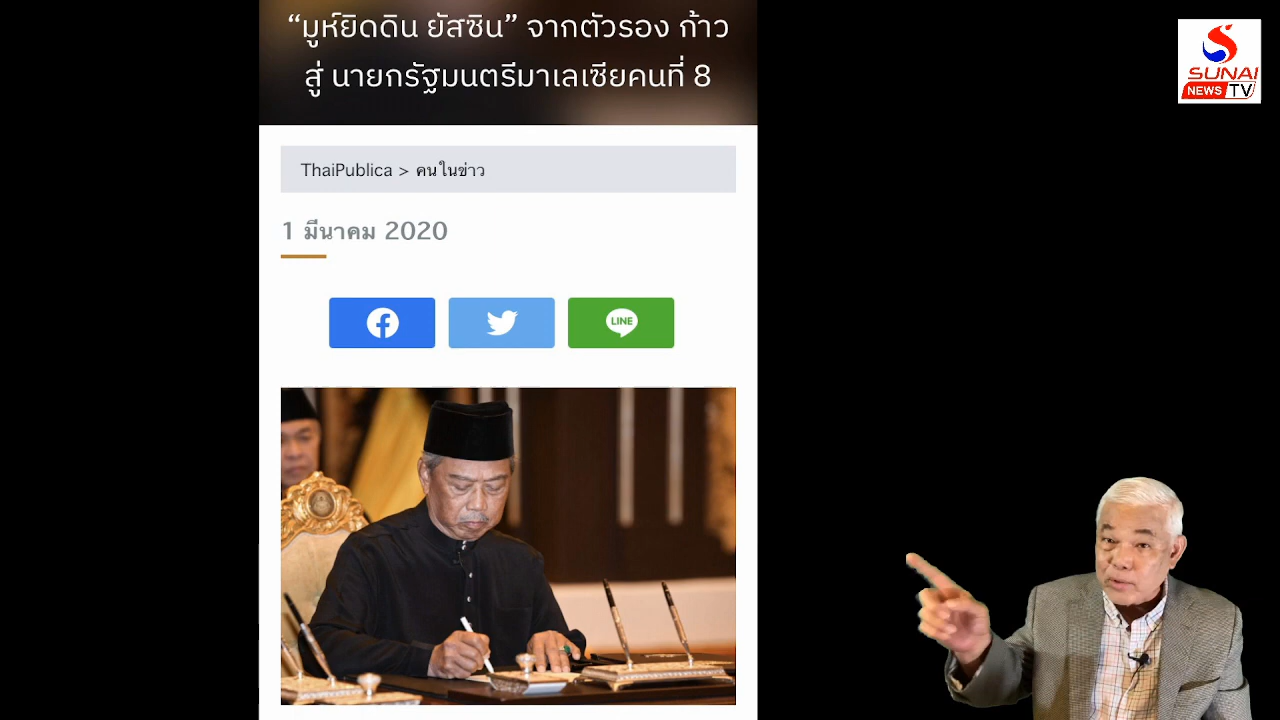 “มูห์ยิดดิน ยัสซิน” จากตัวรอง ก้าว
สู่ นายกรัฐมนตรีมาเลเซียคนที่ 8
SUNAI
NEWS TV
ThaiPublica > คนในข่าว
1 มีนาคม 2020
LINE